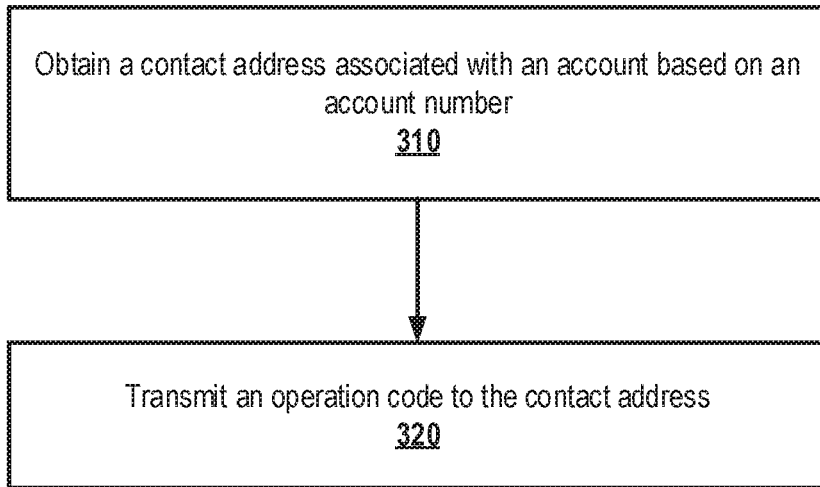 Obtain a contact address associated with an account based on an
account number
310
Transmit an operation code to the contact address
320